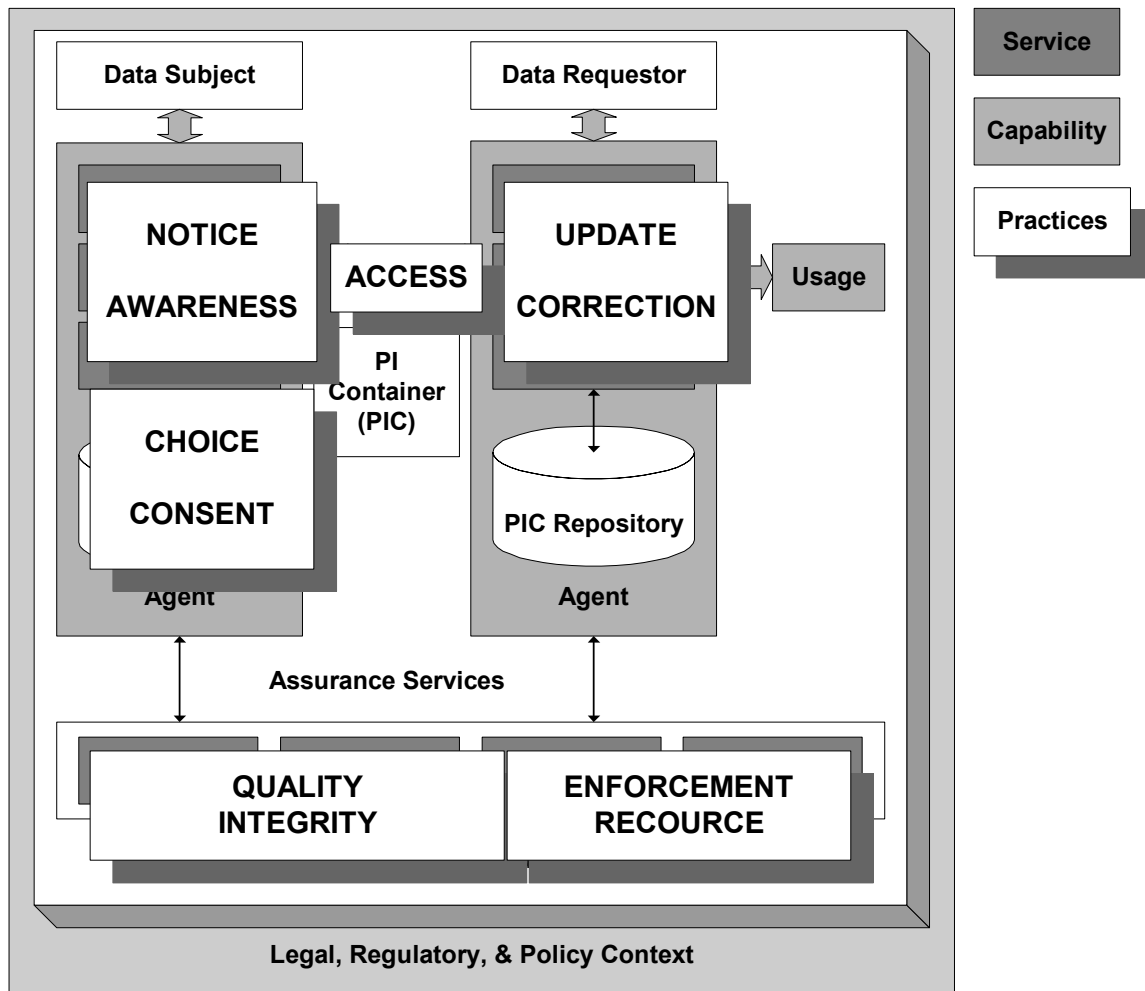 Data Subject
Data Requestor
Service
Capability
Practices
NOTICE
AWARENESS
ACCESS
UPDATE
CORRECTION
Usage
PI
Container
(PIC)
CHOICE
CONSENT
PIC Repository
Agent
Agent
Assurance Services
QUALITY
INTEGRITY
ENFORCEMENT
RECOURCE
Legal, Regulatory, & Policy Context